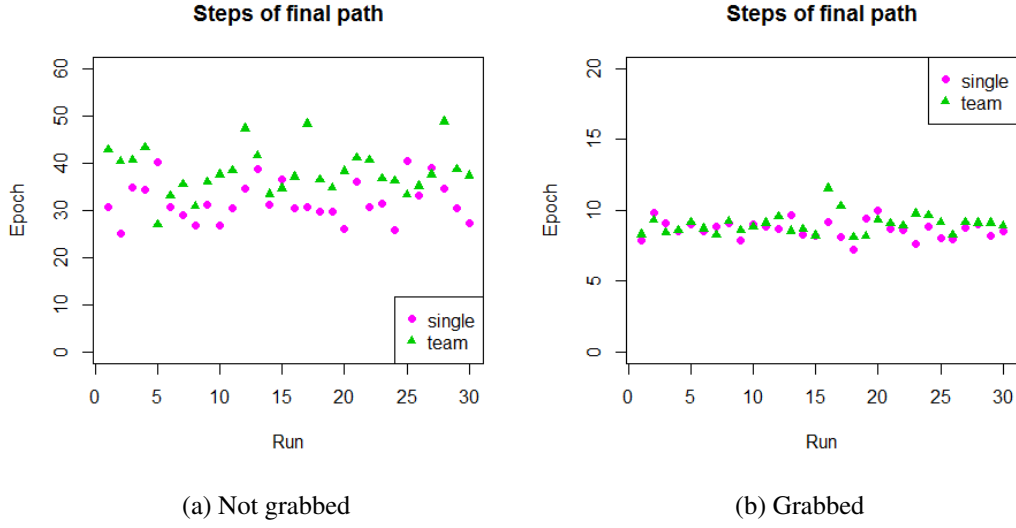 Steps of final path
Epoch
60
50
40
30
20
10
0
single
team
0 5 10 15 20 25 30
Run
(a) Not grabbed
Steps of final path
Epoch
20
15
10
5
0
single
team
0 5 10 15 20 25 30
Run
(b) Grabbed